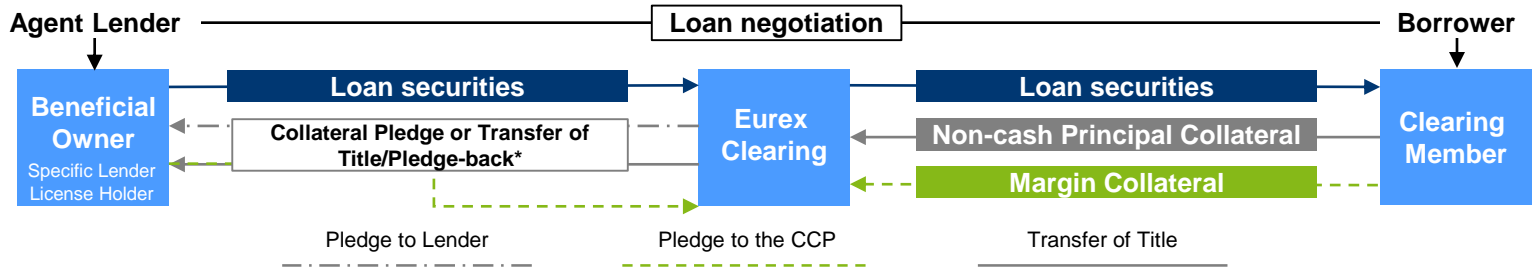 Agent Lender
Loan negotiation
Borrower
Beneficial
Owner
Specific Lender
License Holder
Loan securities
Collateral Pledge or Transfer of
Title/Pledge-back*
Eurex
Clearing
Loan securities
Non-cash Principal Collateral
Margin Collateral
Clearing
Member
Pledge to Lender
Pledge to the CCP
Transfer of Title